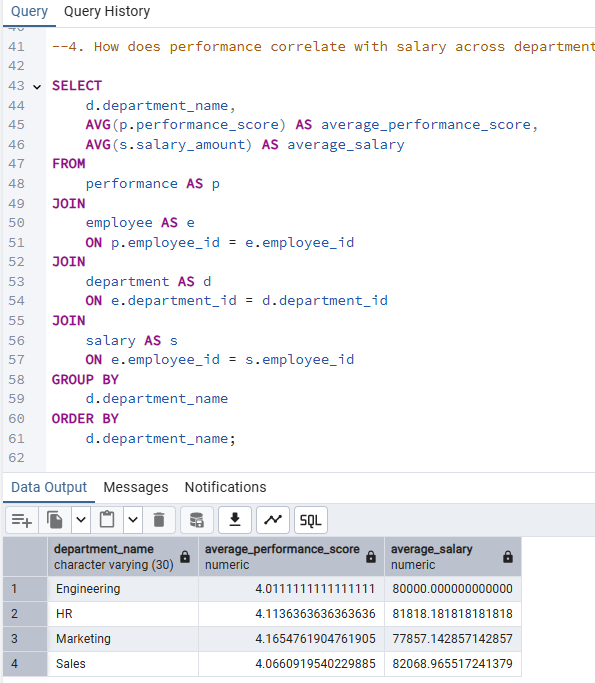 Query Query History
41 --4. How does performance correlate with salary across department
42
43 SELECT
44 d.department_name,
45 AVG(p.performance_score) AS average_performance_score,
46 AVG(s.salary_amount) AS average_salary
47 FROM
48 performance AS p
49 JOIN
50 employee AS e
51 ON p.employee_id = e.employee_id
52 JOIN
53 department AS d
54 ON e.department_id = d.department_id
55 JOIN
56 salary AS s
57 ON e.employee_id = s.employee_id
58 GROUP BY
59 d.department_name
60 ORDER BY
61 d.department_name;
62
Data Output Messages Notifications
SQL
department_name average_performance_score average_salary
character varying (30) numeric numeric
1 Engineering 4.0111111111111111 80000.000000000000
2 HR 4.1136363636363636 81818.181818181818
3 Marketing 4.1654761904761905 77857.142857142857
4 Sales 4.0660919540229885 82068.965517241379